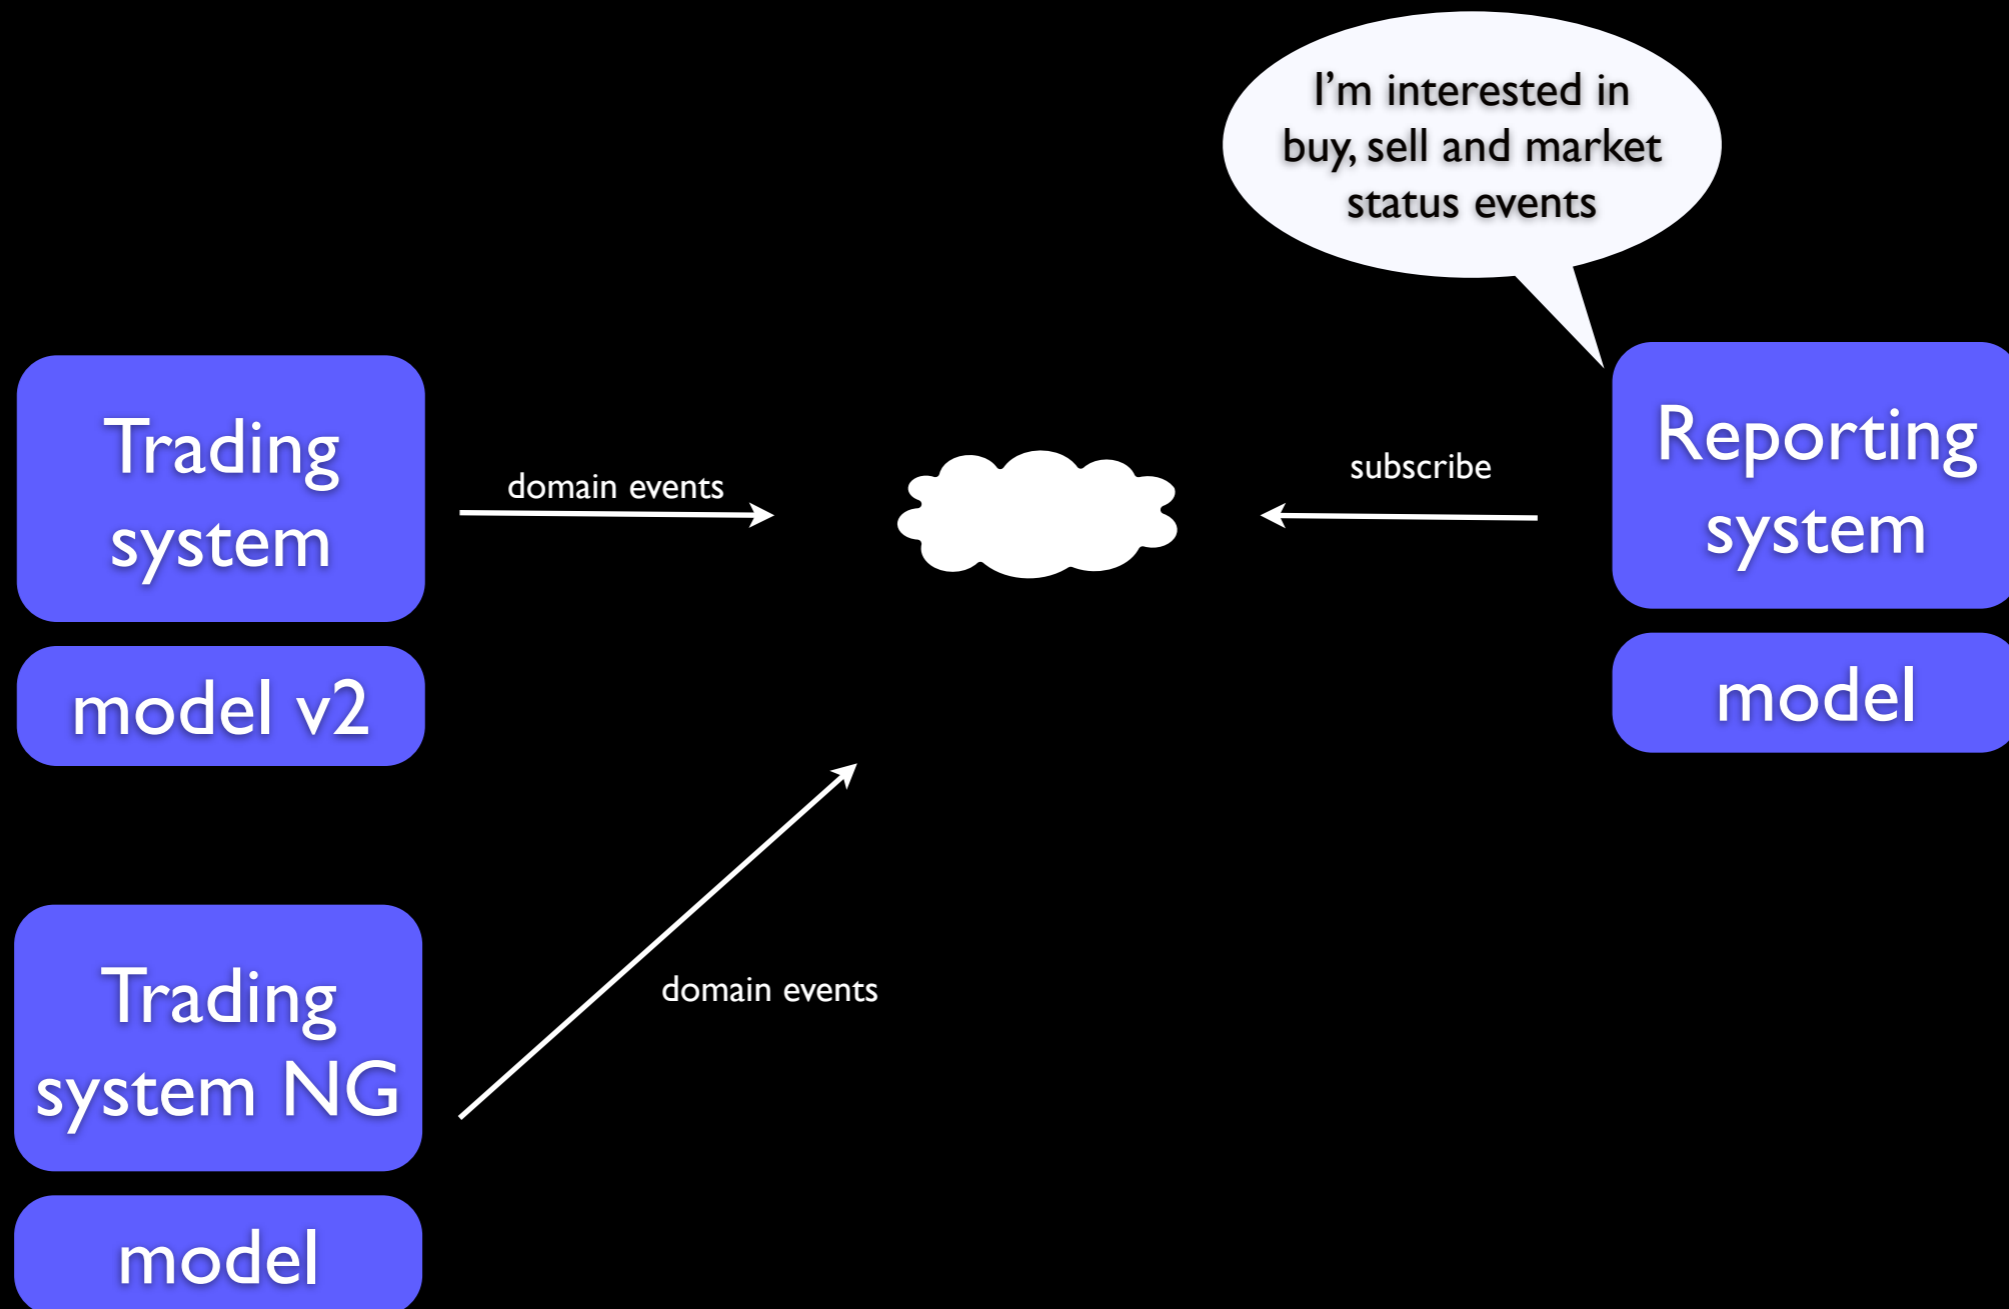 I'm interested in
buy, sell and market
status events
Trading
system
model v2
domain events
subscribe
Reporting
system
model
Trading
system NG
model
domain events